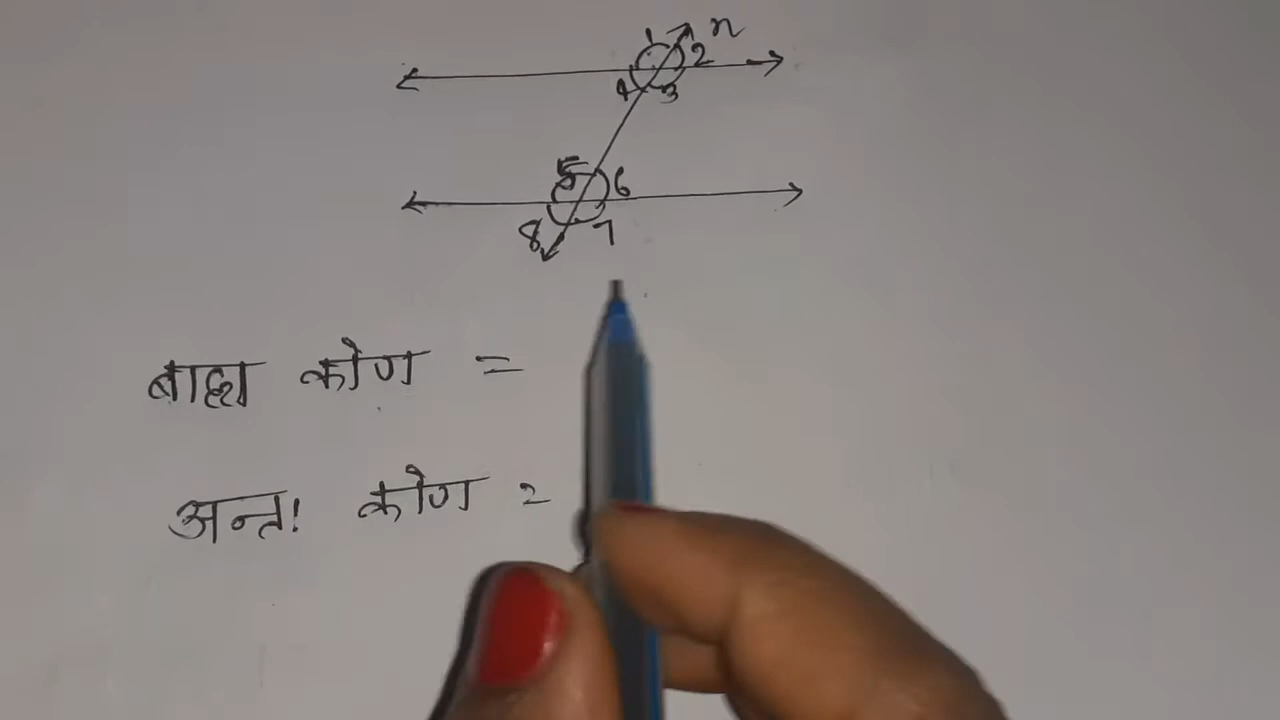 1 2 n
4 3
5 6
8 7
बाह्य कोण =
अन्तः कोण =